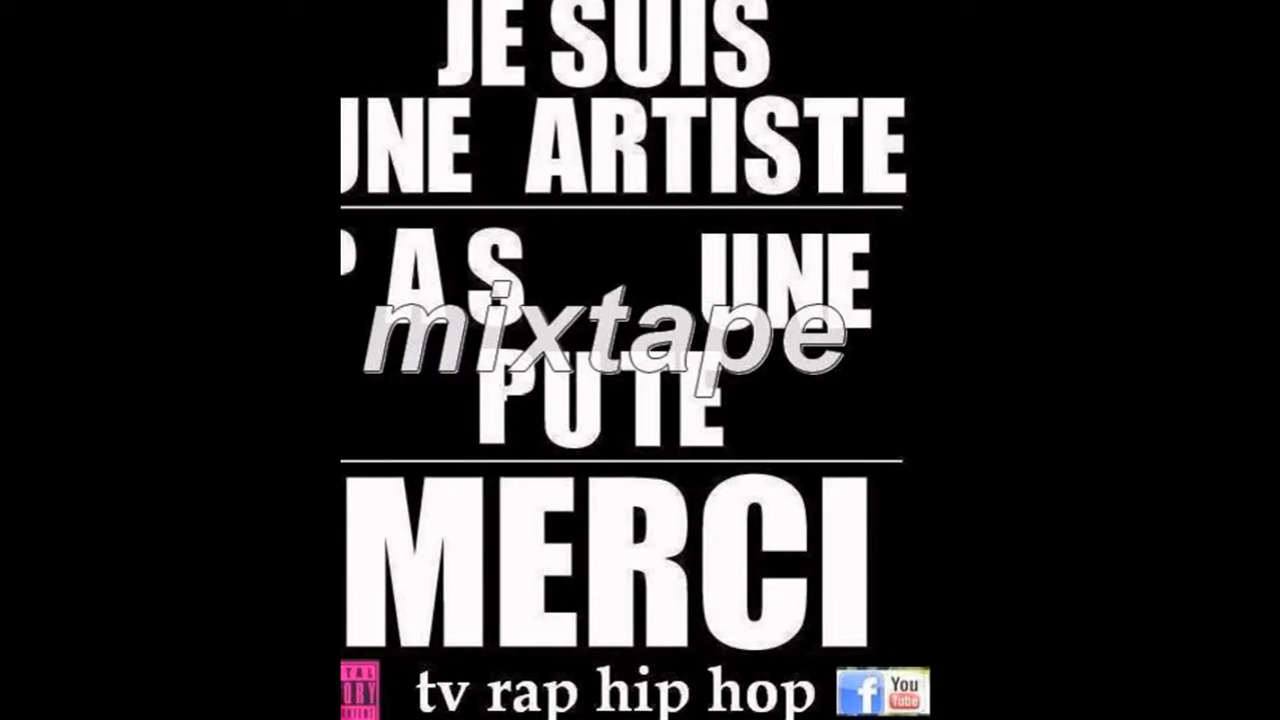 JE SUIS
UNE ARTISTE
PAS UNE
mixtape
PUTE
MERCI
tv rap hip hop
f
You
Tube